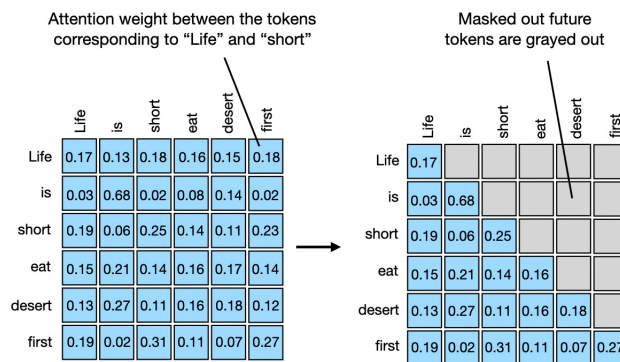 Attention weight between the tokens
corresponding to “Life” and “short”
Masked out future
tokens are grayed out
Life is short eat desert first
Life 0.17 0.13 0.18 0.16 0.15 0.18
is 0.03 0.68 0.02 0.08 0.14 0.02
short 0.19 0.06 0.25 0.14 0.11 0.23
eat 0.15 0.21 0.14 0.16 0.17 0.14
desert 0.13 0.27 0.11 0.16 0.18 0.12
first 0.19 0.02 0.31 0.11 0.07 0.27
Life is short eat desert first
Life 0.17
is 0.03 0.68
short 0.19 0.06 0.25
eat 0.15 0.21 0.14 0.16
desert 0.13 0.27 0.11 0.16 0.18
first 0.19 0.02 0.31 0.11 0.07 0.27